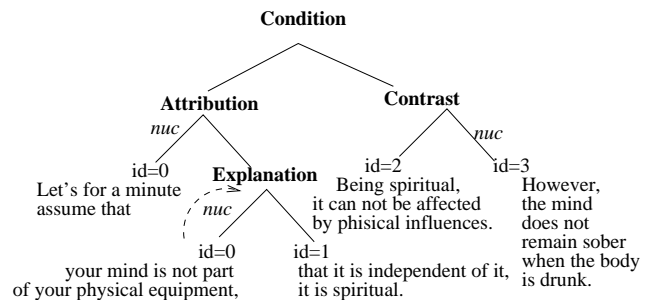 Condition
Attribution
Contrast
nuc
nuc
id=0
Let's for a minute
assume that
Explanation
nuc
id=2
Being spiritual,
it can not be affected
by phisical influences.
id=3
However,
the mind
does not
remain sober
when the body
is drunk.
id=0
your mind is not part
of your physical equipment,
id=1
that it is independent of it,
it is spiritual.